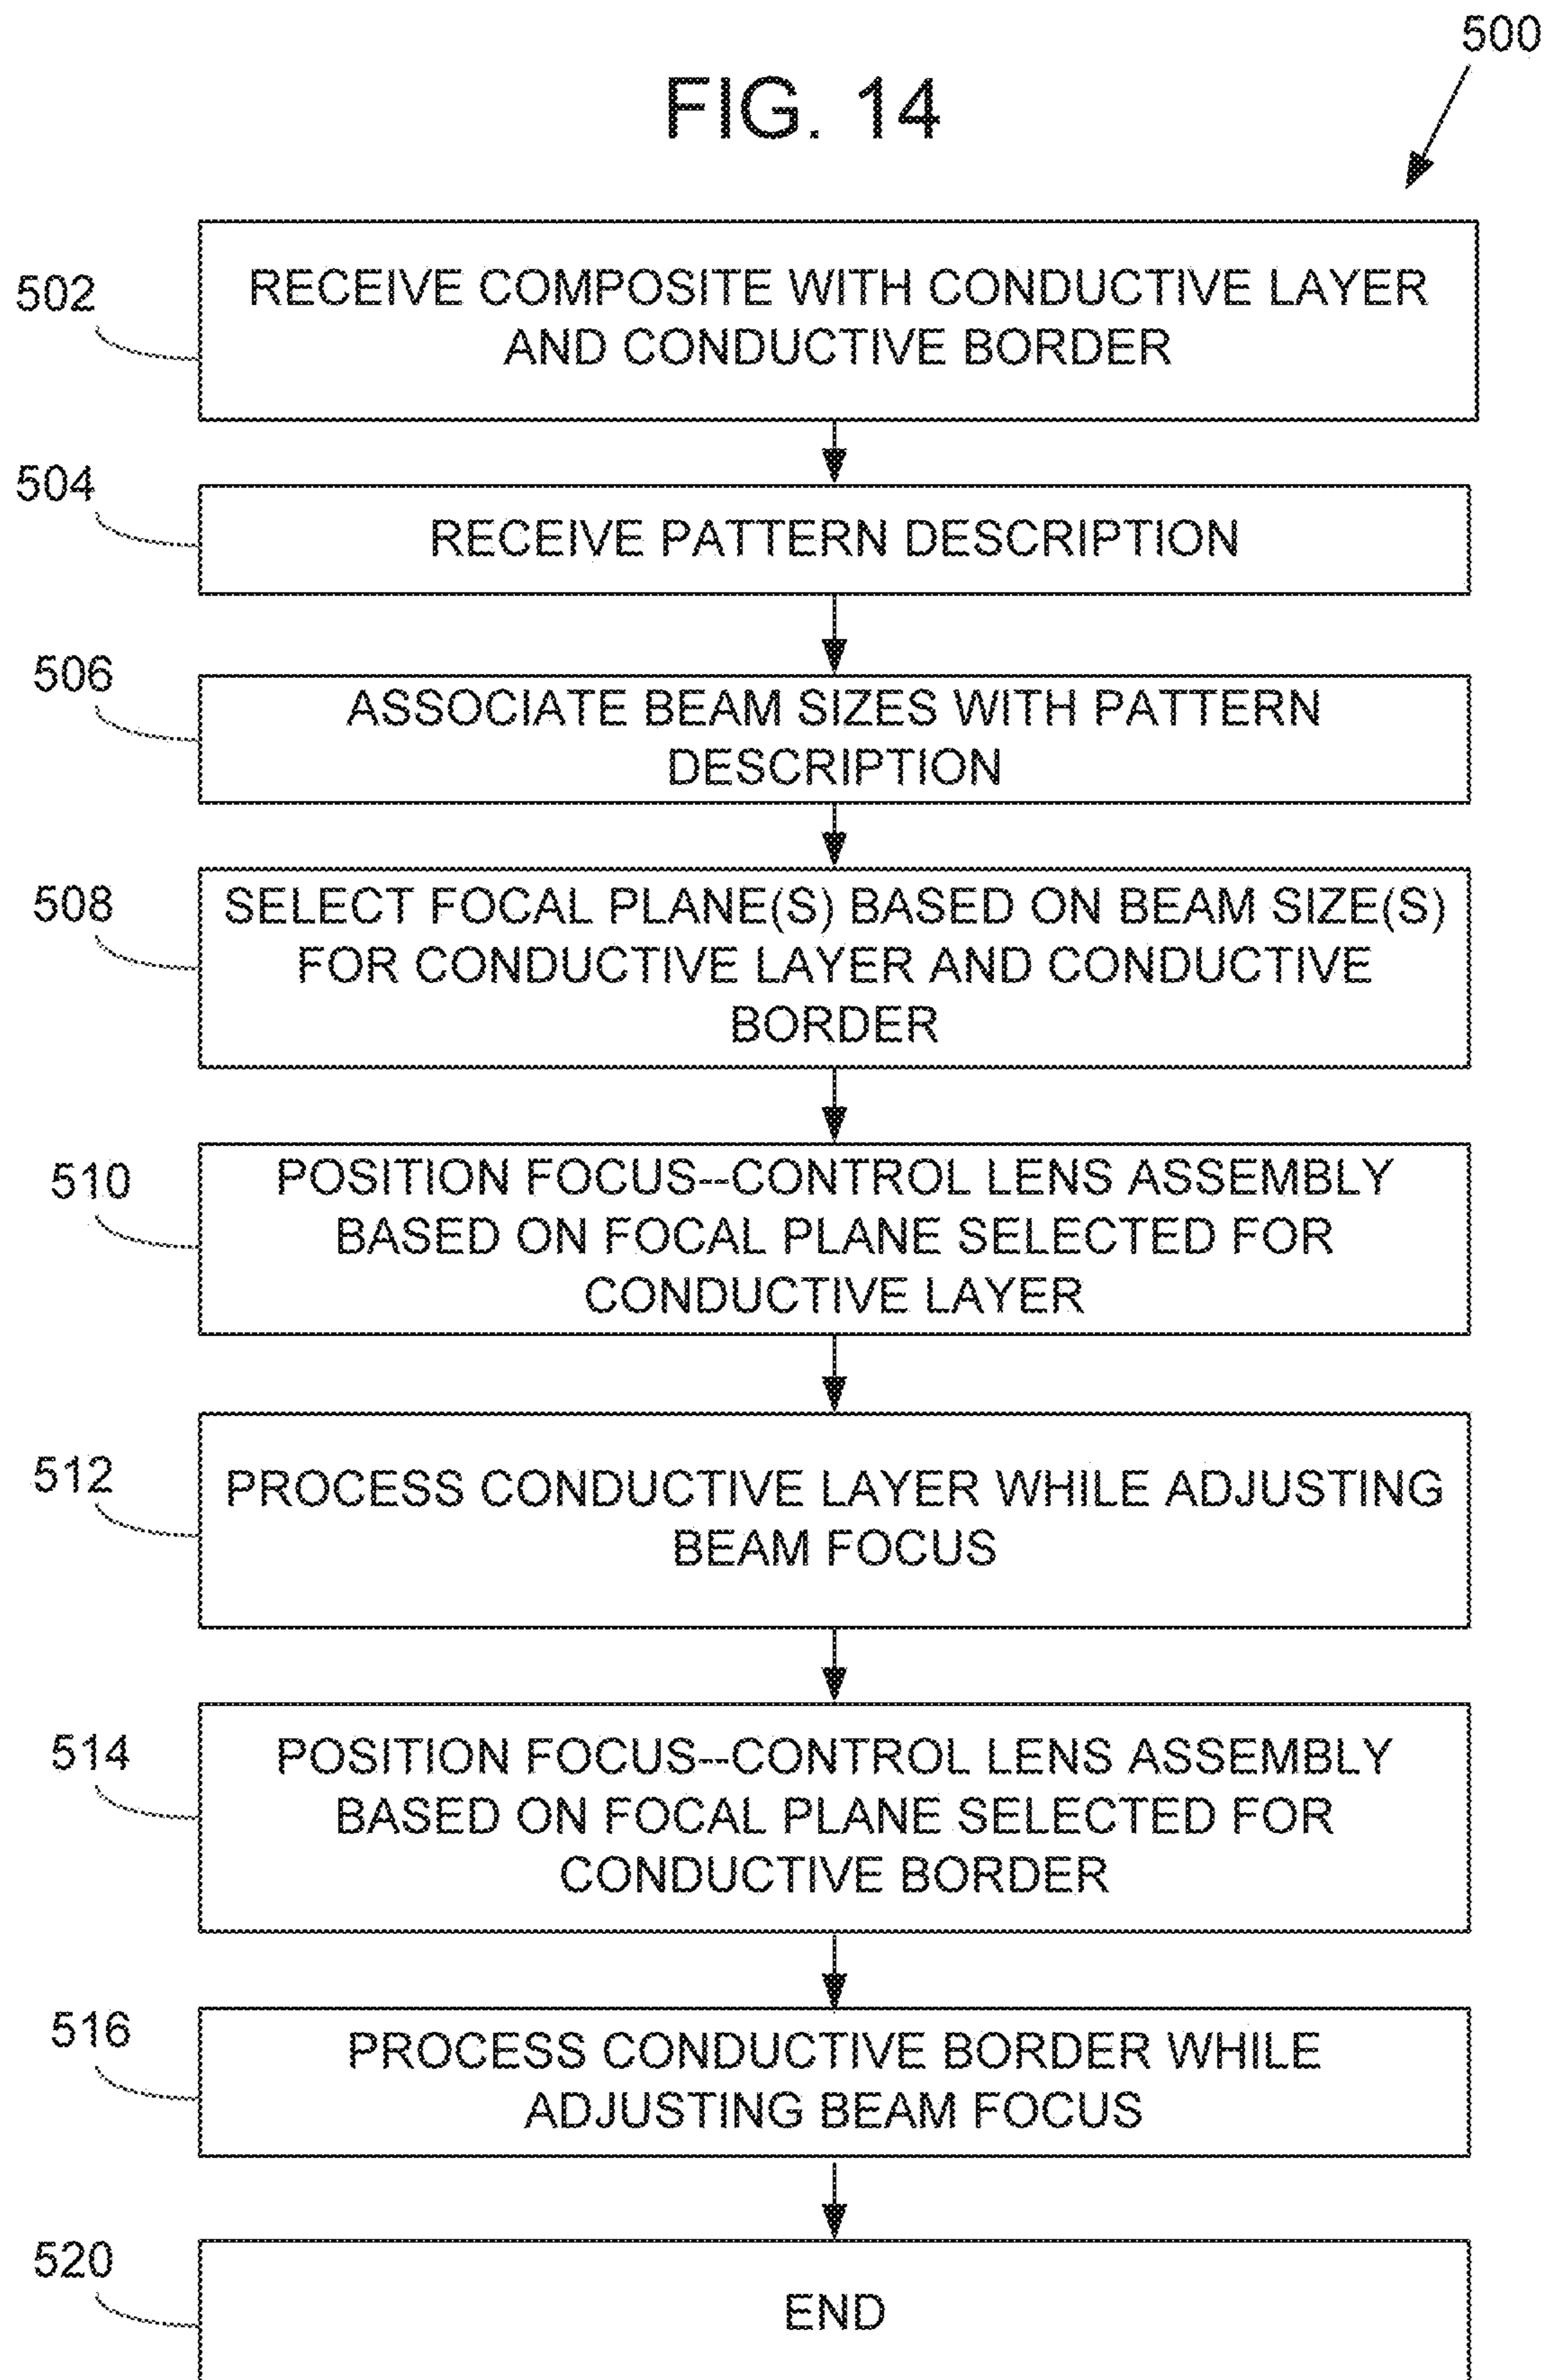 500
FIG. 14
502
RECEIVE COMPOSITE WITH CONDUCTIVE LAYER
AND CONDUCTIVE BORDER
504
RECEIVE PATTERN DESCRIPTION
506
ASSOCIATE BEAM SIZES WITH PATTERN
DESCRIPTION
508
SELECT FOCAL PLANE(S) BASED ON BEAM SIZE(S)
FOR CONDUCTIVE LAYER AND CONDUCTIVE
BORDER
510
POSITION FOCUS--CONTROL LENS ASSEMBLY
BASED ON FOCAL PLANE SELECTED FOR
CONDUCTIVE LAYER
512
PROCESS CONDUCTIVE LAYER WHILE ADJUSTING
BEAM FOCUS
514
POSITION FOCUS--CONTROL LENS ASSEMBLY
BASED ON FOCAL PLANE SELECTED FOR
CONDUCTIVE BORDER
516
PROCESS CONDUCTIVE BORDER WHILE
ADJUSTING BEAM FOCUS
520
END